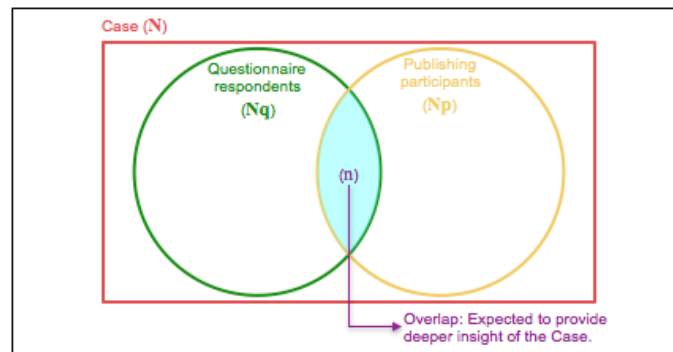 Case (N)
Questionnaire
respondents
(Nq)
Publishing
participants
(Np)
(n)
Overlap: Expected to provide
deeper insight of the Case.